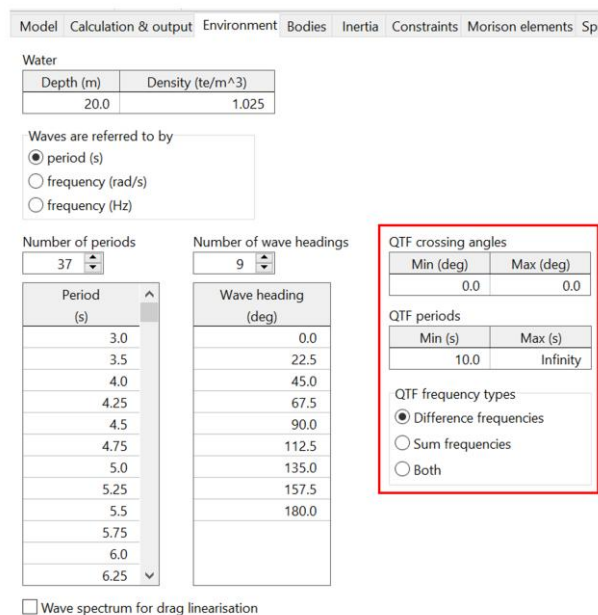 Model Calculation & output Environment Bodies Inertia Constraints Morison elements Sp
Water
Depth (m) Density (te/m^3)
20.0 1.025
Waves are referred to by
period (s)
frequency (rad/s)
frequency (Hz)
Number of periods
37
Period
(s)
3.0
3.5
4.0
4.25
4.5
4.75
5.0
5.25
5.5
5.75
6.0
6.25
Number of wave headings
9
Wave heading
(deg)
0.0
22.5
45.0
67.5
90.0
112.5
135.0
157.5
180.0
QTF crossing angles
Min (deg) Max (deg)
0.0 0.0
QTF periods
Min (s) Max (s)
10.0 Infinity
QTF frequency types
Difference frequencies
Sum frequencies
Both
Wave spectrum for drag linearisation